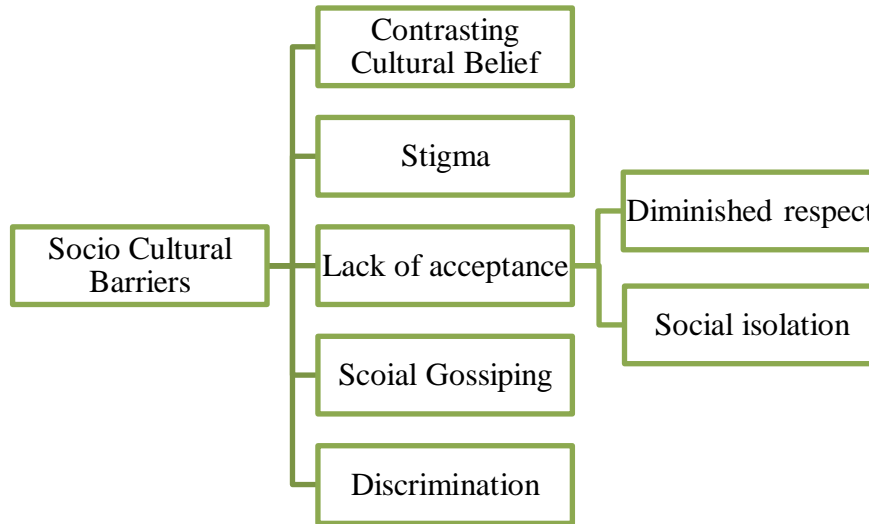 Contrasting
Cultural Belief
Stigma
Diminished respect
Socio Cultural
Barriers
Lack of acceptance
Social isolation
Scoial Gossiping
Discrimination